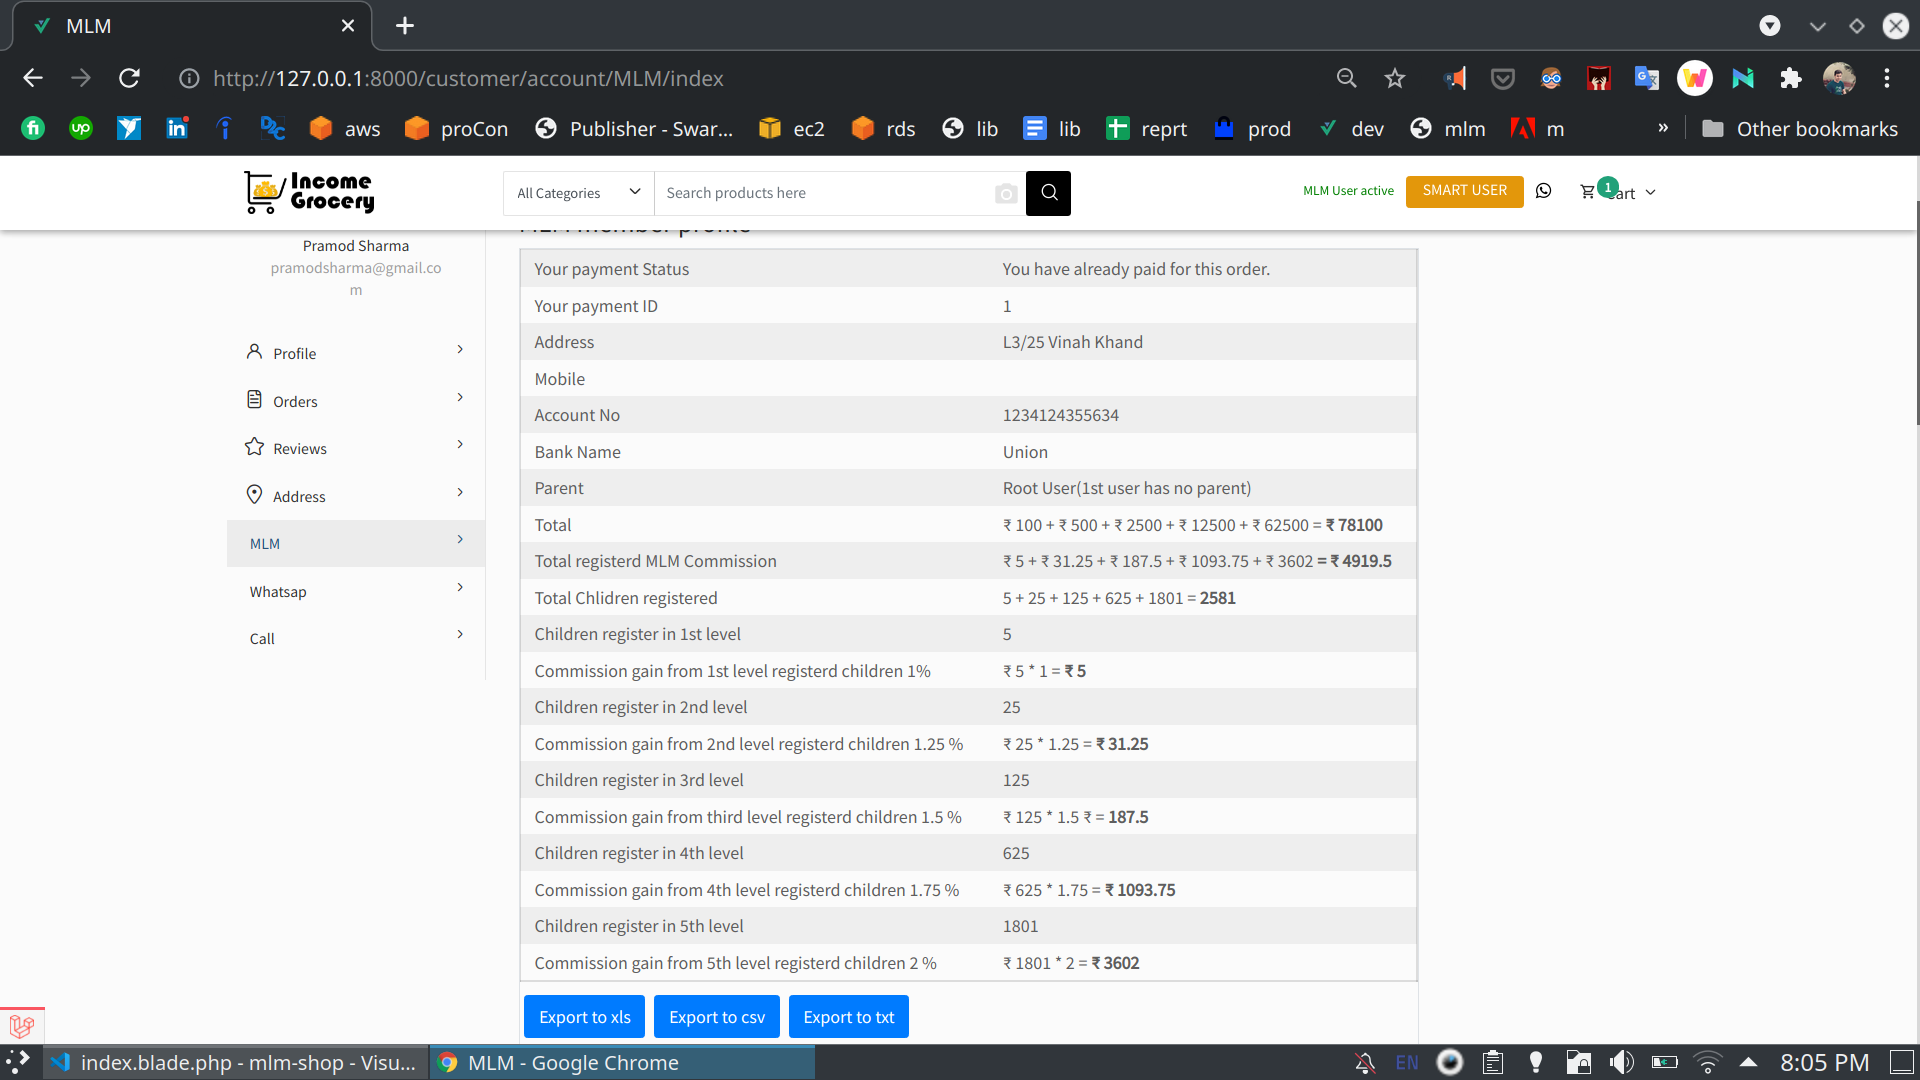 MLM
http://127.0.0.1:8000/customer/account/MLM/index
aws proCon Publisher - Swar... ec2 rds lib lib reprt prod dev mlm m » Other bookmarks
Income Grocery
All Categories
Search products here
MLM User active
SMART USER
1
art
Pramod Sharma
pramodsharma@gmail.co
m
Profile
Orders
Reviews
Address
MLM
Whatsap
Call
MLM member profile
Your payment Status You have already paid for this order.
Your payment ID 1
Address L3/25 Vinah Khand
Mobile
Account No 1234124355634
Bank Name Union
Parent Root User(1st user has no parent)
Total ₹ 100 + ₹ 500 + ₹ 2500 + ₹ 12500 + ₹ 62500 = ₹ 78100
Total registerd MLM Commission ₹ 5 + ₹ 31.25 + ₹ 187.5 + ₹ 1093.75 + ₹ 3602 = ₹ 4919.5
Total Chlidren registered 5 + 25 + 125 + 625 + 1801 = 2581
Children register in 1st level 5
Commission gain from 1st level registerd children 1% ₹ 5 * 1 = ₹ 5
Children register in 2nd level 25
Commission gain from 2nd level registerd children 1.25 % ₹ 25 * 1.25 = ₹ 31.25
Children register in 3rd level 125
Commission gain from third level registerd children 1.5 % ₹ 125 * 1.5 ₹ = 187.5
Children register in 4th level 625
Commission gain from 4th level registerd children 1.75 % ₹ 625 * 1.75 = ₹ 1093.75
Children register in 5th level 1801
Commission gain from 5th level registerd children 2 % ₹ 1801 * 2 = ₹ 3602
Export to xls Export to csv Export to txt
index.blade.php - mlm-shop - Visu... MLM - Google Chrome EN 8:05 PM